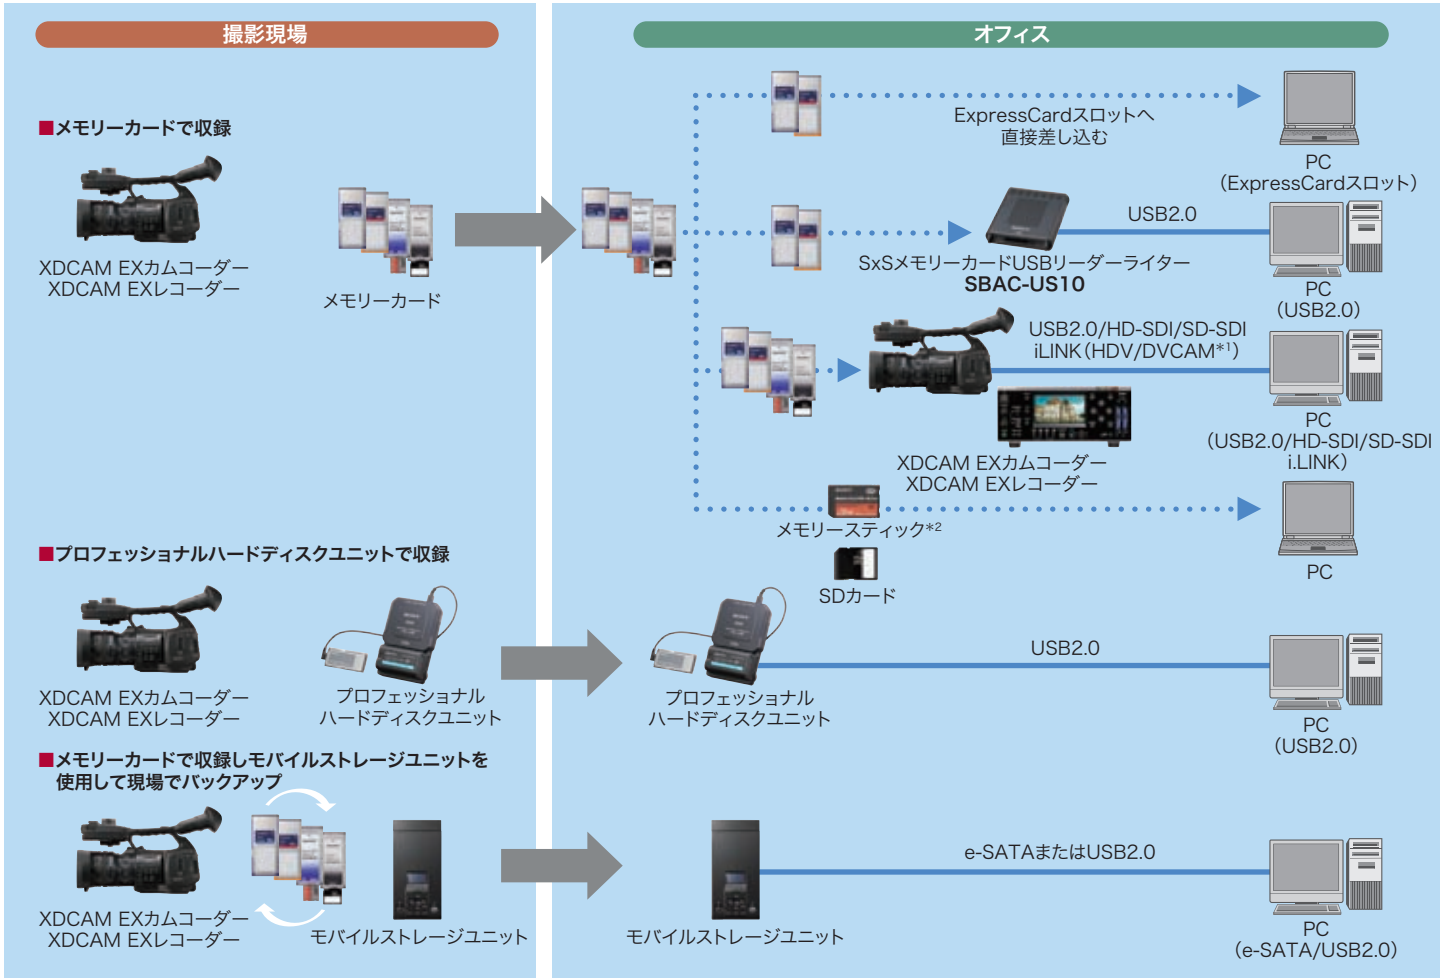 撮影現場
オフィス
■メモリーカードで収録
XDCAM EXカムコーダー
XDCAM EXレコーダー
メモリーカード
ExpressCardスロットへ
直接差し込む
PC
（ExpressCardスロット）
USB2.0
SxSメモリーカードUSBリーダーライター
SBAC-US10
PC
（USB2.0）
USB2.0/HD-SDI/SD-SDI
iLINK（HDV/DVCAM*1）
XDCAM EXカムコーダー
XDCAM EXレコーダー
PC
（USB2.0/HD-SDI/SD-SDI
i.LINK）
メモリースティック*2
SDカード
PC
■プロフェッショナルハードディスクユニットで収録
XDCAM EXカムコーダー
XDCAM EXレコーダー
プロフェッショナル
ハードディスクユニット
プロフェッショナル
ハードディスクユニット
USB2.0
PC
（USB2.0）
■メモリーカードで収録しモバイルストレージユニットを
使用して現場でバックアップ
XDCAM EXカムコーダー
XDCAM EXレコーダー
モバイルストレージユニット
モバイルストレージユニット
e-SATAまたはUSB2.0
PC
（e-SATA/USB2.0）